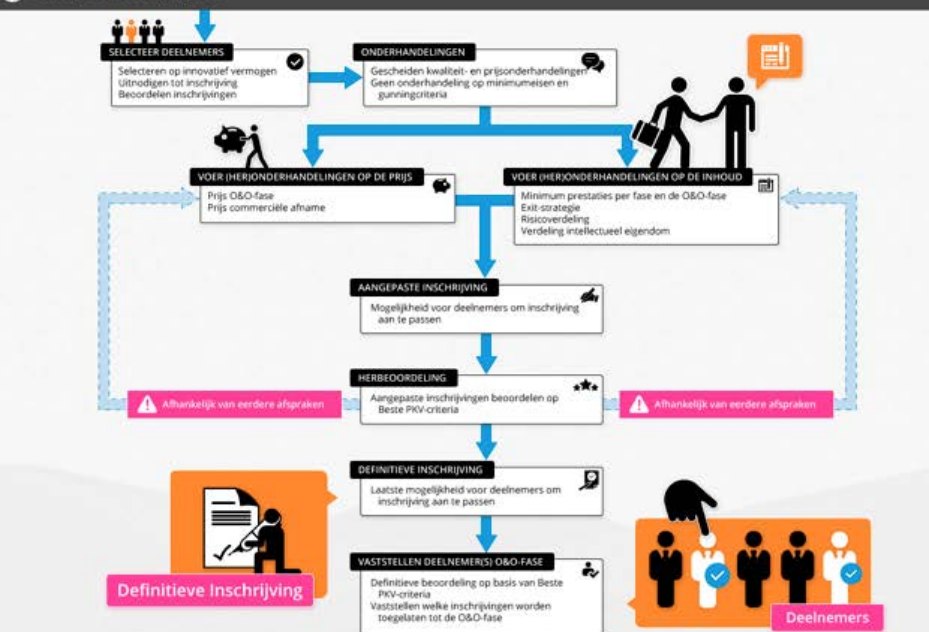 SELECTEER DEELNEMERS
Selecteren op innovatief vermogen
Uitnodigen tot inschrijving
Beoordelen inschrijvingen
ONDERHANDELINGEN
Gescheiden kwaliteit- en prijsonderhandelingen
Geen onderhandeling op minimumeisen en
gunningcriteria
VOER (HER)ONDERHANDELINGEN OP DE PRIJS
Prijs O&O-fase
Prijs commerciële afname
VOER (HER)ONDERHANDELINGEN OP DE INHOUD
Minimum prestaties per fase en de O&O-fase
Exit-strategie
Risicoverdeling
Verdeling intellectueel eigendom
AANGEPASTE INSCHRIJVING
Mogelijkheid voor deelnemers om inschrijving
aan te passen
HERBEOORDELING
Aangepaste inschrijvingen beoordelen op
Beste PKV-criteria
Afhankelijk van eerdere afspraken
Afhankelijk van eerdere afspraken
DEFINITIEVE INSCHRIJVING
Laatste mogelijkheid voor deelnemers om
inschrijving aan te passen
VASTSTELLEN DEELNEMER(S) O&O-FASE
Definitieve beoordeling op basis van Beste
PKV-criteria
Vaststellen welke inschrijvingen worden
toegelaten tot de O&O-fase
Definitieve Inschrijving
Deelnemers